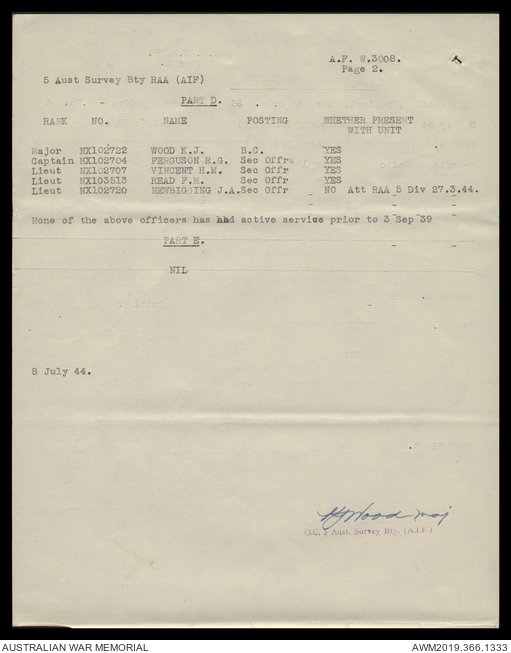 A.F. W.3008.
Page 2.
5 Aust Survey Bty RAA (AIF)
PART D.
RANK NO. NAME POSTING WHETHER PRESENT
WITH UNIT
Major NX102722 WOOD K.J. B.C. YES
Captain NX102704 FERGUSON R.G. Sec Offr YES
Lieut NX102707 VINCENT H.M. Sec Offr YES
Lieut NX103513 READ F.M. Sec Offr YES
Lieut NX102720 NEWBIGHING J.A. Sec Offr NO Att RAA 5 Div 27.3.44.
None of the above officers has had active service prior to 3 Sep 39
PART E.
NIL
8 July 44.
KJWood maj
O.C. 5 Aust. Survey Bty. (A.I.F.)
AUSTRALIAN WAR MEMORIAL AWM2019.366.1333